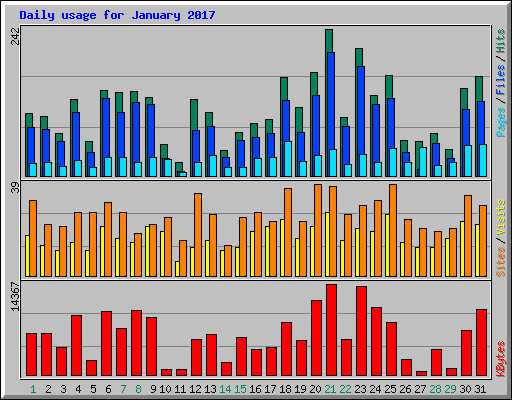 Daily usage for January 2017
242
Pages / Files / Hits
39
Sites / Visits
14367
KBytes
1 2 3 4 5 6 7 8 9 10 11 12 13 14 15 16 17 18 19 20 21 22 23 24 25 26 27 28 29 30 31